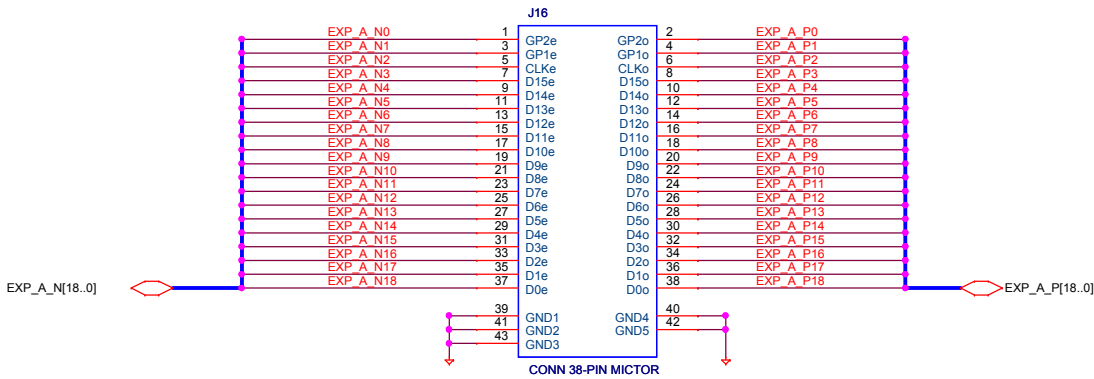 J16
EXP_A_N0 1 GP2e GP2o 2 EXP_A_P0
EXP_A_N1 3 GP1e GP1o 4 EXP_A_P1
EXP_A_N2 5 CLKe CLKo 6 EXP_A_P2
EXP_A_N3 7 D15e D15o 8 EXP_A_P3
EXP_A_N4 9 D14e D14o 10 EXP_A_P4
EXP_A_N5 11 D13e D13o 12 EXP_A_P5
EXP_A_N6 13 D12e D12o 14 EXP_A_P6
EXP_A_N7 15 D11e D11o 16 EXP_A_P7
EXP_A_N8 17 D10e D10o 18 EXP_A_P8
EXP_A_N9 19 D9e D9o 20 EXP_A_P9
EXP_A_N10 21 D8e D8o 22 EXP_A_P10
EXP_A_N11 23 D7e D7o 24 EXP_A_P11
EXP_A_N12 25 D6e D6o 26 EXP_A_P12
EXP_A_N13 27 D5e D5o 28 EXP_A_P13
EXP_A_N14 29 D4e D4o 30 EXP_A_P14
EXP_A_N15 31 D3e D3o 32 EXP_A_P15
EXP_A_N16 33 D2e D2o 34 EXP_A_P16
EXP_A_N17 35 D1e D1o 36 EXP_A_P17
EXP_A_N18 37 D0e D0o 38 EXP_A_P18
EXP_A_N[18..0] EXP_A_P[18..0]
39 GND1 GND4 40
41 GND2 GND5 42
43 GND3
CONN 38-PIN MICTOR